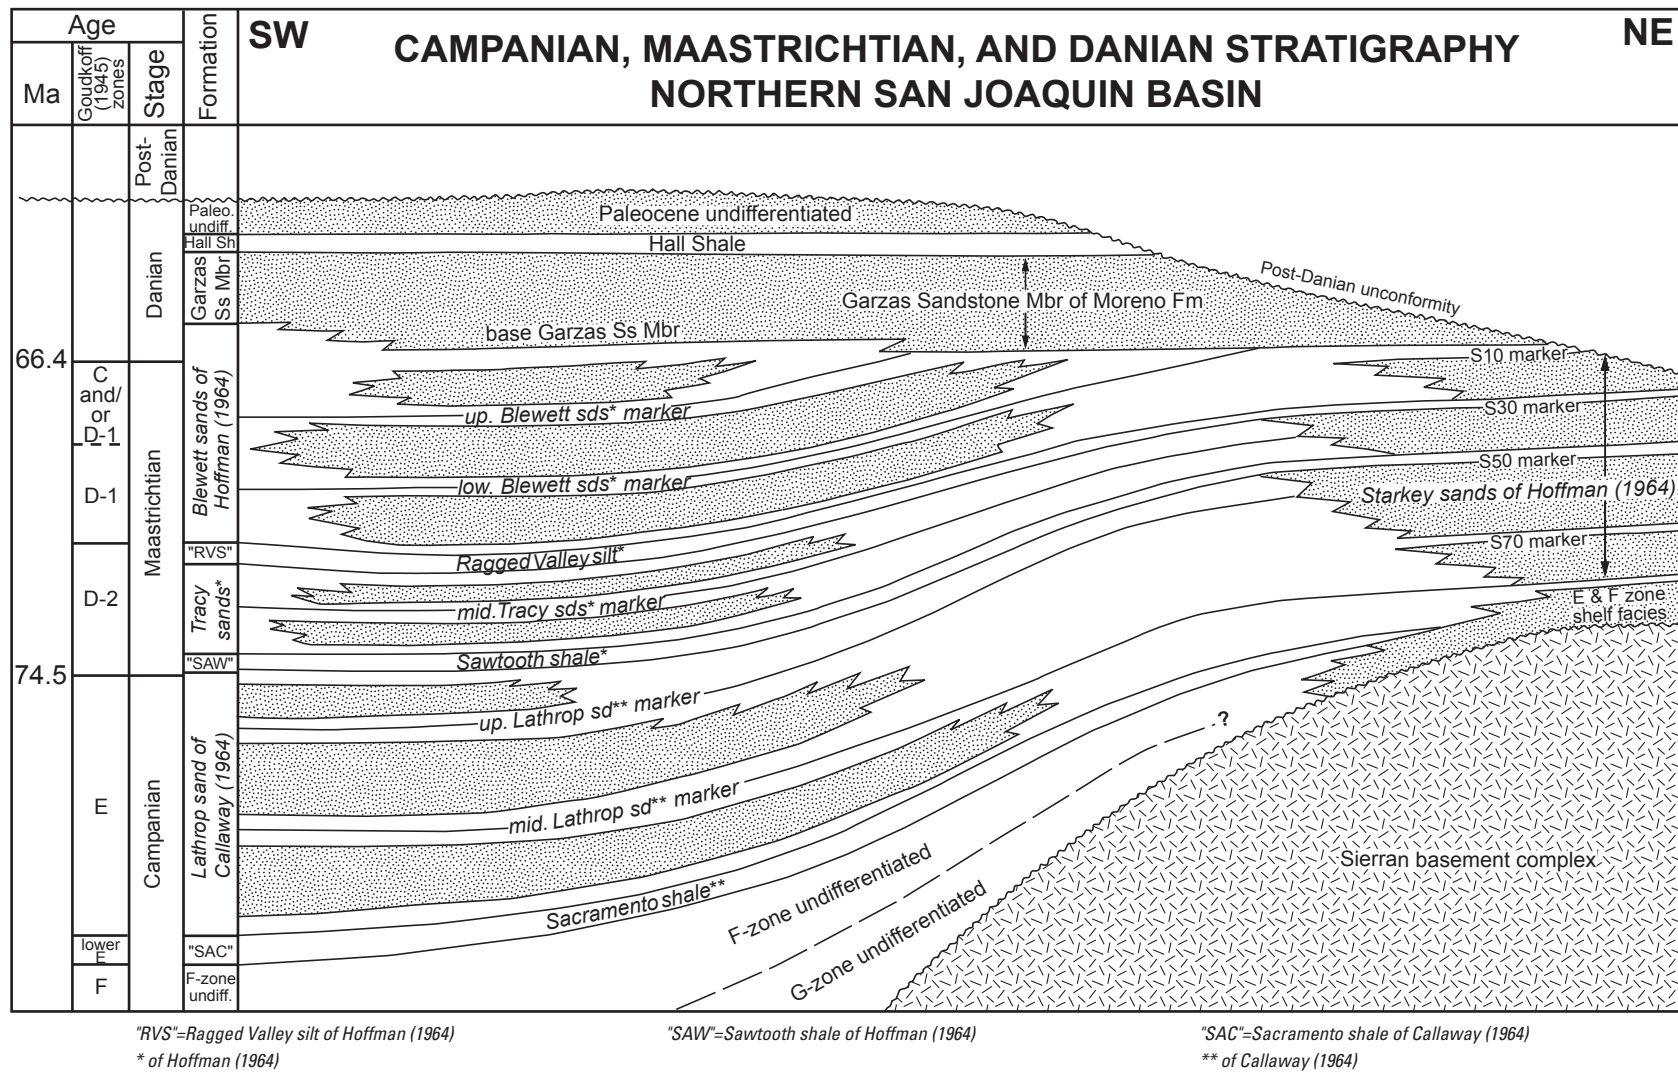 Age
Ma
Goudkoff
(1945)
zones
Stage
Formation
SW
NE
CAMPANIAN, MAASTRICHTIAN, AND DANIAN STRATIGRAPHY
NORTHERN SAN JOAQUIN BASIN
Post-
Danian
Danian
Maastrichtian
Campanian
66.4
74.5
C
and/
or
D-1
D-1
D-2
E
lower
E
F
Paleo.
undiff.
Hall Sh
Garzas
Ss Mbr
Blewett sands of
Hoffman (1964)
"RVS"
Tracy
sands*
"SAW"
Lathrop sand of
Callaway (1964)
"SAC"
F-zone
undiff.
Paleocene undifferentiated
Hall Shale
Post-Danian unconformity
Garzas Sandstone Mbr of Moreno Fm
base Garzas Ss Mbr
S10 marker
up. Blewett sds* marker
S30 marker
low. Blewett sds* marker
S50 marker
Starkey sands of Hoffman (1964)
Ragged Valley silt*
S70 marker
mid. Tracy sds* marker
E & F zone
shelf facies
Sawtooth shale*
up. Lathrop sd** marker
?
mid. Lathrop sd** marker
Sierran basement complex
Sacramento shale**
F-zone undifferentiated
G-zone undifferentiated
"RVS"=Ragged Valley silt of Hoffman (1964)
"SAW"=Sawtooth shale of Hoffman (1964)
"SAC"=Sacramento shale of Callaway (1964)
* of Hoffman (1964)
** of Callaway (1964)